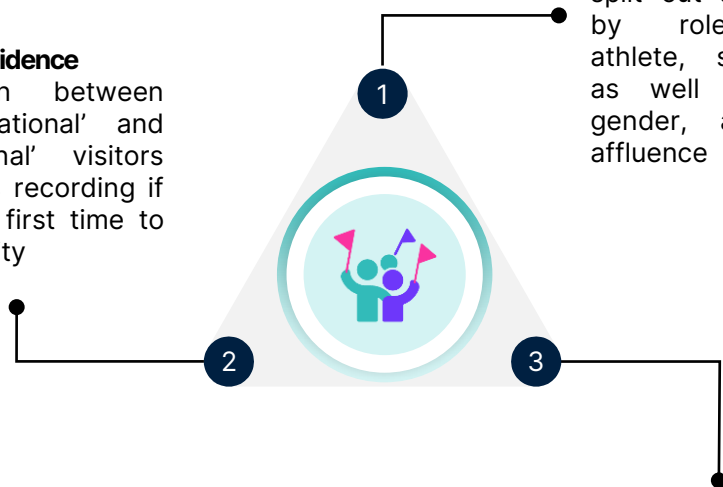 1
by role
athlete, s
as well
gender, a
affluence
idence
n between
ational’ and
nal’ visitors
recording if
first time to
ty
2
3